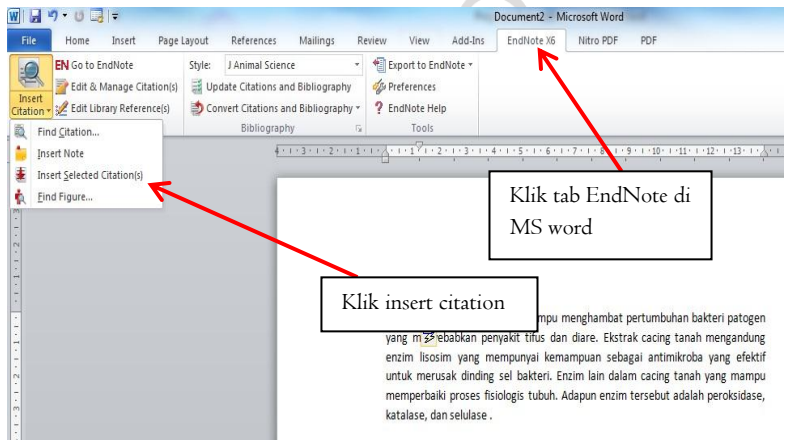 Document2 - Microsoft Word
File Home Insert Page Layout References Mailings Review View Add-Ins EndNote X6 Nitro PDF PDF
Insert Citation
EN Go to EndNote
Edit & Manage Citation(s)
Edit Library Reference(s)
Style: J Animal Science
Update Citations and Bibliography
Convert Citations and Bibliography
Bibliography
Export to EndNote
Preferences
EndNote Help
Tools
Find Citation...
Insert Note
Insert Selected Citation(s)
Find Figure...
Klik tab EndNote di
MS word
Klik insert citation
mpu menghambat pertumbuhan bakteri patogen
yang m ebabkan penyakit tifus dan diare. Ekstrak cacing tanah mengandung
enzim lisosim yang mempunyai kemampuan sebagai antimikroba yang efektif
untuk merusak dinding sel bakteri. Enzim lain dalam cacing tanah yang mampu
memperbaiki proses fisiologis tubuh. Adapun enzim tersebut adalah peroksidase,
katalase, dan selulase .